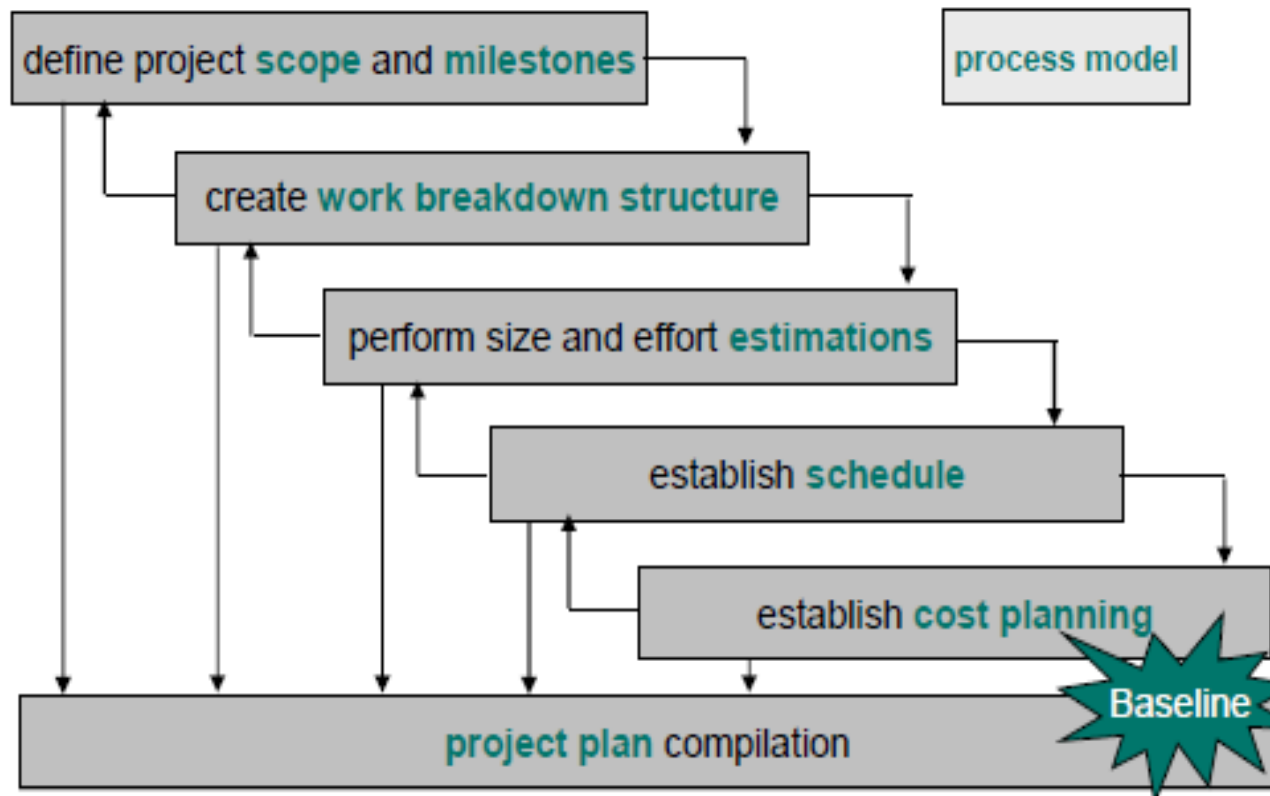 define project scope and milestones
process model
create work breakdown structure
perform size and effort estimations
establish schedule
establish cost planning
Baseline
project plan compilation